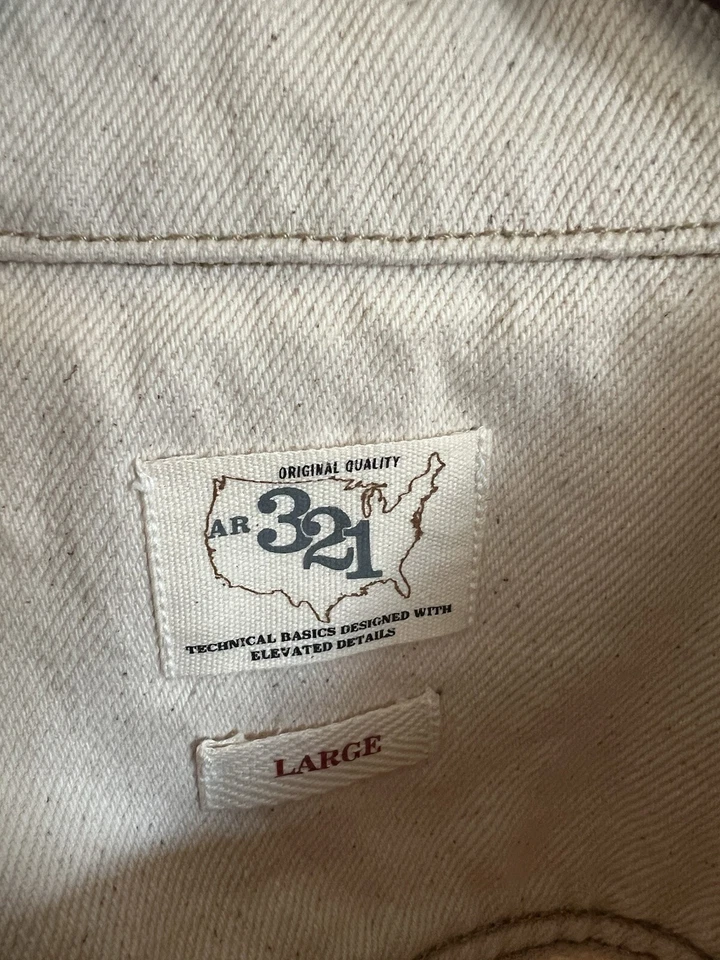 ORIGINAL QUALITY
AR 321
TECHNICAL BASICS DESIGNED WITH
ELEVATED DETAILS
LARGE